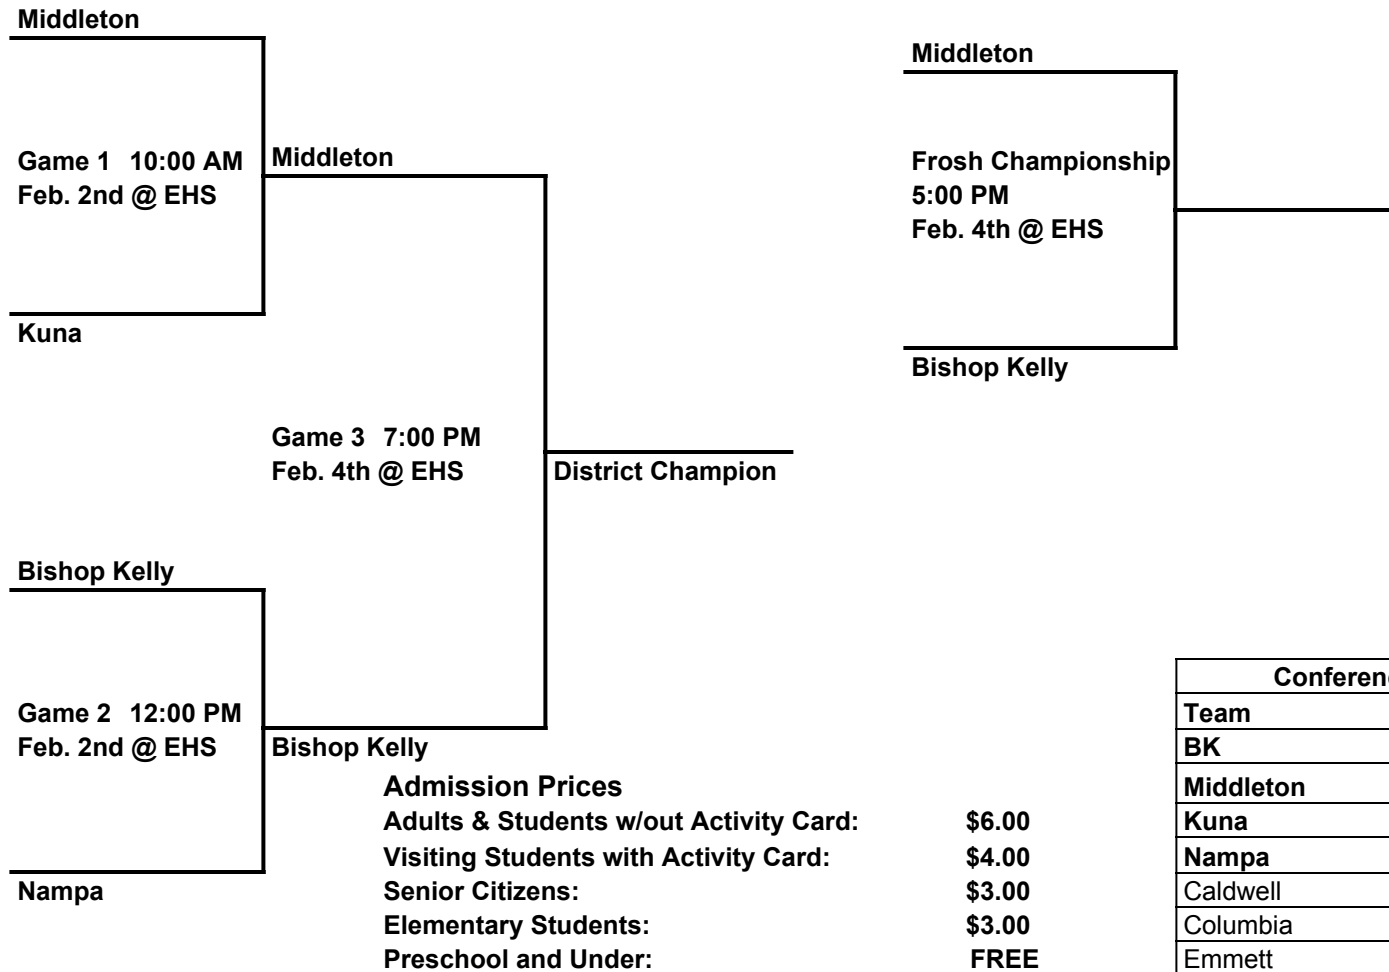 Middleton
Game 1 10:00 AM
Feb. 2nd @ EHS
Middleton
Kuna
Game 3 7:00 PM
Feb. 4th @ EHS
District Champion
Bishop Kelly
Game 2 12:00 PM
Feb. 2nd @ EHS
Bishop Kelly
Nampa
Middleton
Frosh Championship
5:00 PM
Feb. 4th @ EHS
Bishop Kelly
Admission Prices
Adults & Students w/out Activity Card: $6.00
Visiting Students with Activity Card: $4.00
Senior Citizens: $3.00
Elementary Students: $3.00
Preschool and Under: FREE
Team
BK
Middleton
Kuna
Nampa
Caldwell
Columbia
Emmett